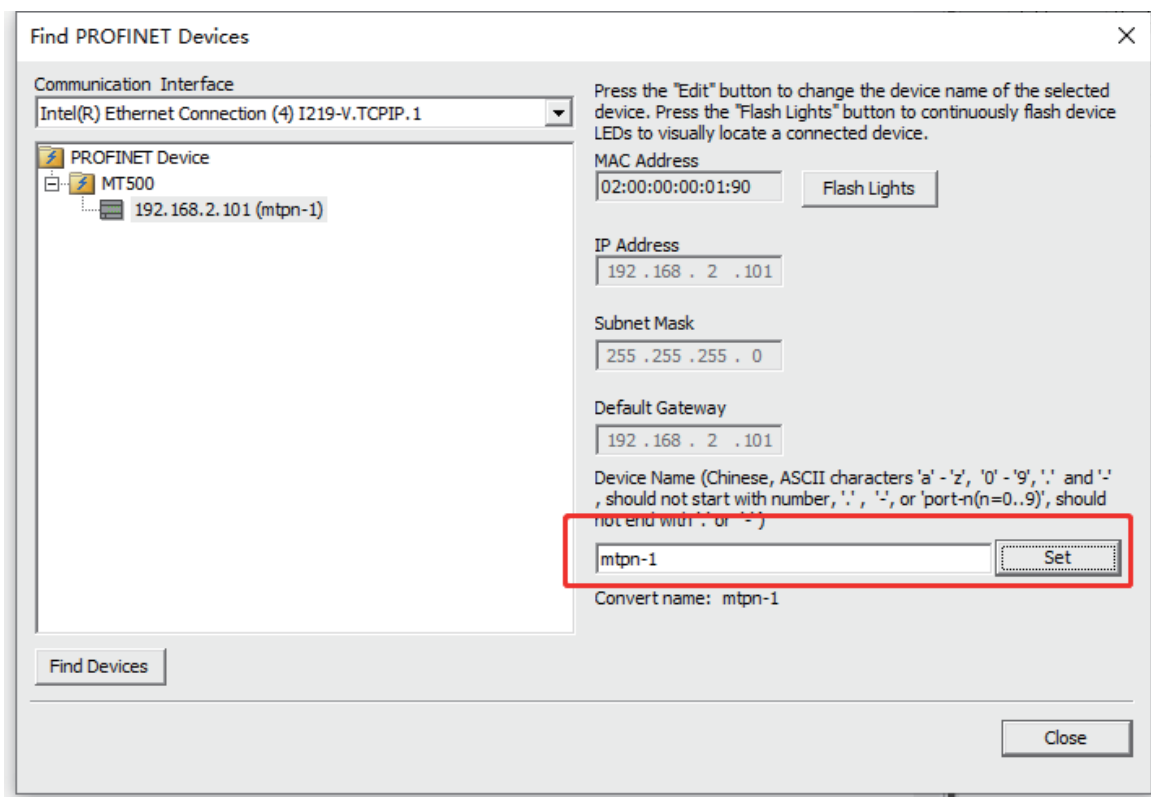 Find PROFINET Devices
Communication Interface
Intel(R) Ethernet Connection (4) I219-V.TCPIP.1
PROFINET Device
MT500
192.168.2.101 (mtpn-1)
Find Devices
Press the "Edit" button to change the device name of the selected
device. Press the "Flash Lights" button to continuously flash device
LEDs to visually locate a connected device.
MAC Address
02:00:00:00:01:90
Flash Lights
IP Address
192 .168 . 2 .101
Subnet Mask
255 .255 .255 . 0
Default Gateway
192 .168 . 2 .101
Device Name (Chinese, ASCII characters 'a' - 'z', '0' - '9', '.' and '-'
, should not start with number, '.' , '-', or 'port-n(n=0..9)', should
not end with '.' or '-')
mtpn-1
Set
Convert name: mtpn-1
Close